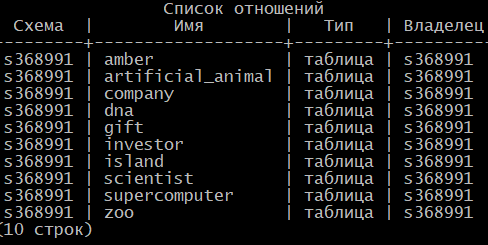 Список отношений
Схема | Имя | Тип | Владелец
---------+-------------------+---------+----------
s368991 | amber | таблица | s368991
s368991 | artificial_animal | таблица | s368991
s368991 | company | таблица | s368991
s368991 | dna | таблица | s368991
s368991 | gift | таблица | s368991
s368991 | investor | таблица | s368991
s368991 | island | таблица | s368991
s368991 | scientist | таблица | s368991
s368991 | supercomputer | таблица | s368991
s368991 | zoo | таблица | s368991
(10 строк)